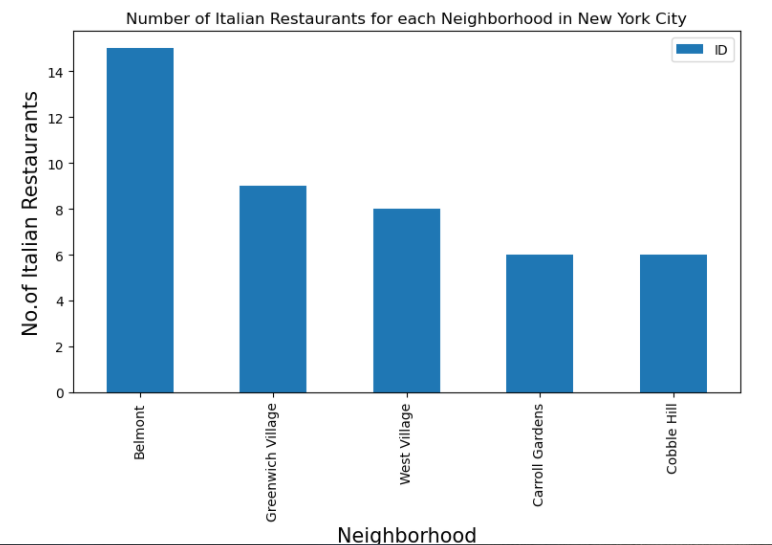 Number of Italian Restaurants for each Neighborhood in New York City
ID
No.of Italian Restaurants
14
12
10
8
6
4
2
0
Belmont
Greenwich Village
West Village
Carroll Gardens
Cobble Hill
Neighborhood